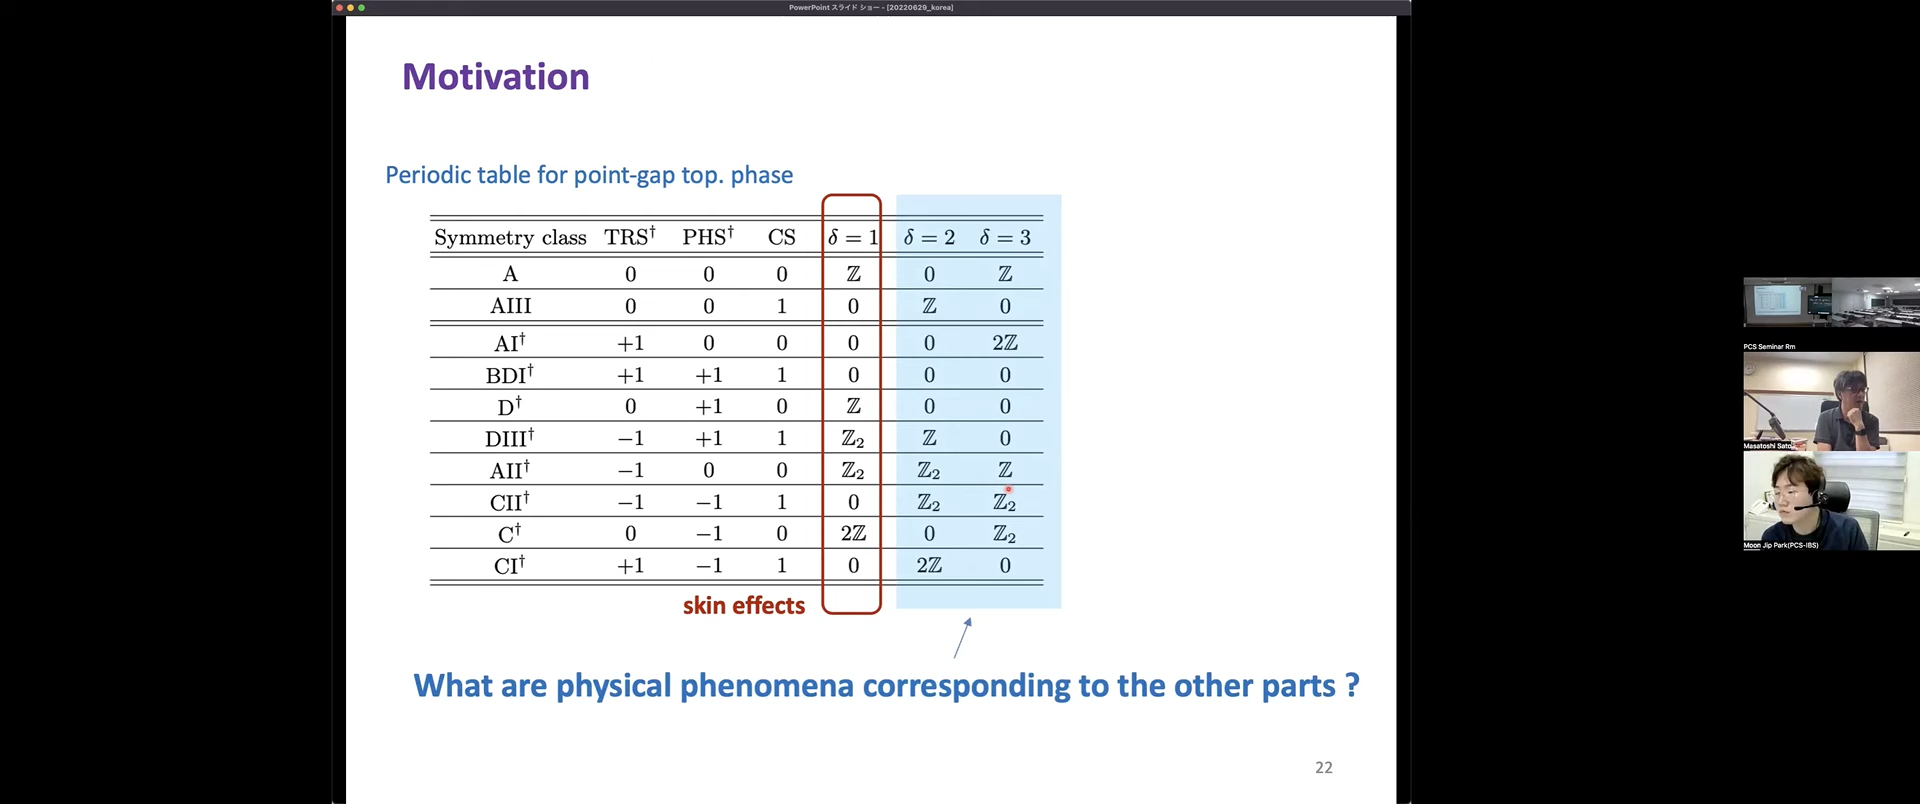 PowerPoint スライド ショー - [20220629_korea]
Motivation
Periodic table for point-gap top. phase
Symmetry class TRS† PHS† CS δ = 1 δ = 2 δ = 3
A 0 0 0 ℤ 0 ℤ
AIII 0 0 1 0 ℤ 0
AI† +1 0 0 0 0 2ℤ
BDI† +1 +1 1 0 0 0
D† 0 +1 0 ℤ 0 0
DIII† −1 +1 1 ℤ₂ ℤ 0
AII† −1 0 0 ℤ₂ ℤ₂ ℤ
CII† −1 −1 1 0 ℤ₂ ℤ₂
C† 0 −1 0 2ℤ 0 ℤ₂
CI† +1 −1 1 0 2ℤ 0
skin effects
What are physical phenomena corresponding to the other parts ?
22
PCS Seminar Rm
Masatoshi Sato
Moon Jip Park(PCS-IBS)